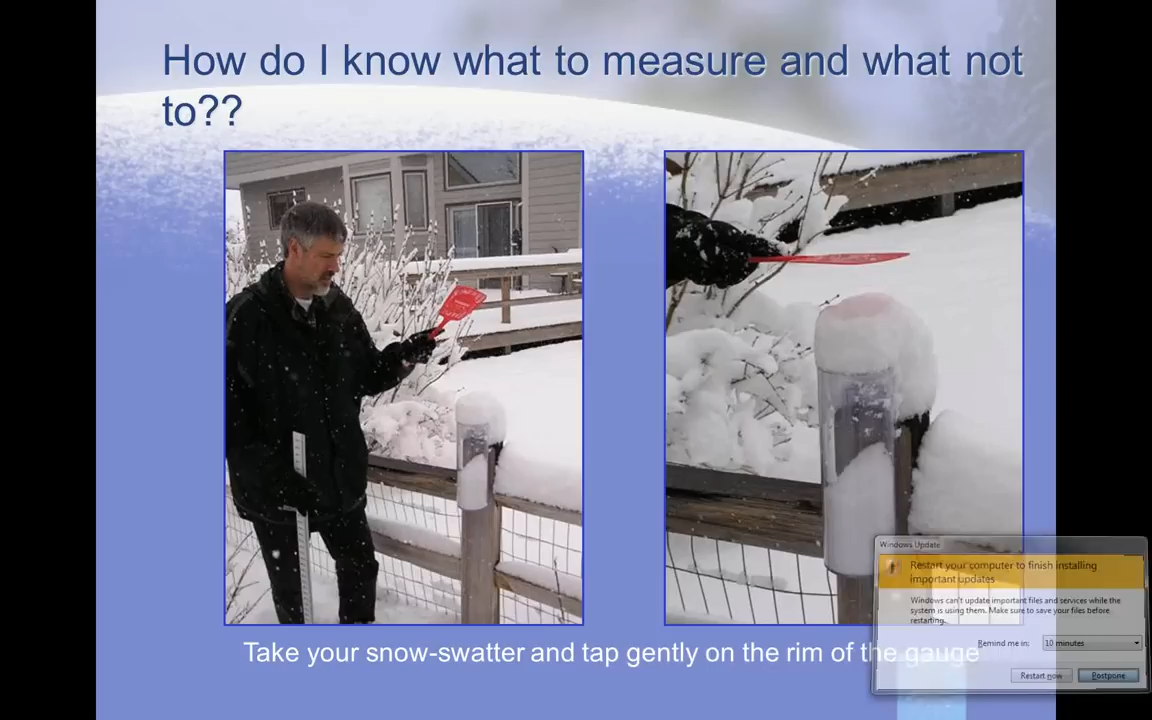 How do I know what to measure and what not
to??
Take your snow-swatter and tap gently on the rim of the gauge
Windows Update
Restart your computer to finish installing
important updates
Windows can't update important files and services while the
system is using them. Make sure to save your files before
restarting.
Remind me in: 10 minutes
Restart now Postpone